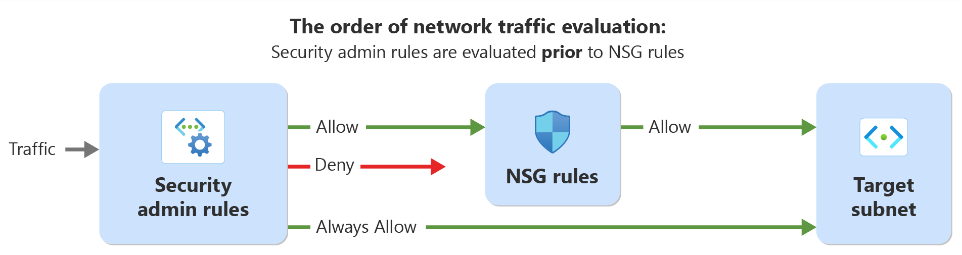 The order of network traffic evaluation:
Security admin rules are evaluated prior to NSG rules
Traffic
Security
admin rules
Allow
Deny
Always Allow
NSG rules
Allow
Target
subnet